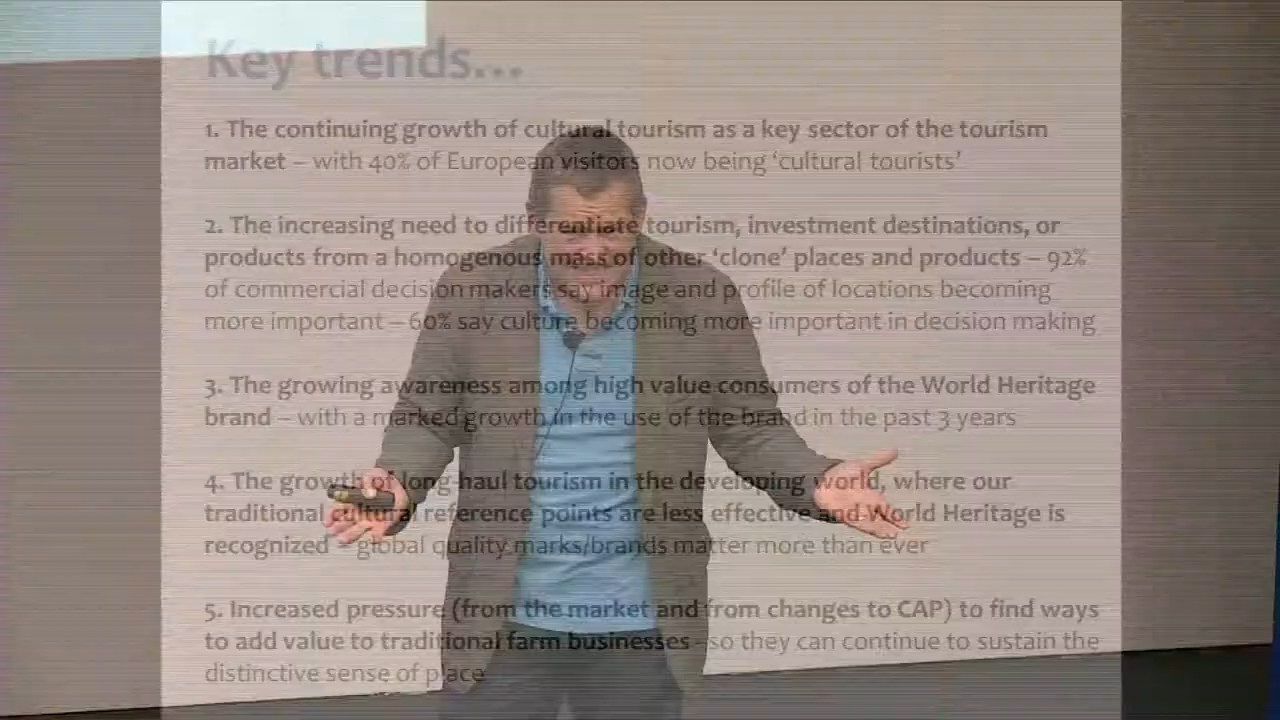 Key trends...
1. The continuing growth of cultural tourism as a key sector of the tourism
market – with 40% of European visitors now being ‘cultural tourists’
2. The increasing need to differentiate tourism, investment destinations, or
products from a homogenous mass of other ‘clone’ places and products – 92%
of commercial decision makers say image and profile of locations becoming
more important – 60% say culture becoming more important in decision making
3. The growing awareness among high value consumers of the World Heritage
brand – with a marked growth in the use of the brand in the past 3 years
4. The growth of long-haul tourism in the developing world, where our
traditional cultural reference points are less effective and World Heritage is
recognized – global quality marks/brands matter more than ever
5. Increased pressure (from the market and from changes to CAP) to find ways
to add value to traditional farm businesses - so they can continue to sustain the
distinctive sense of place